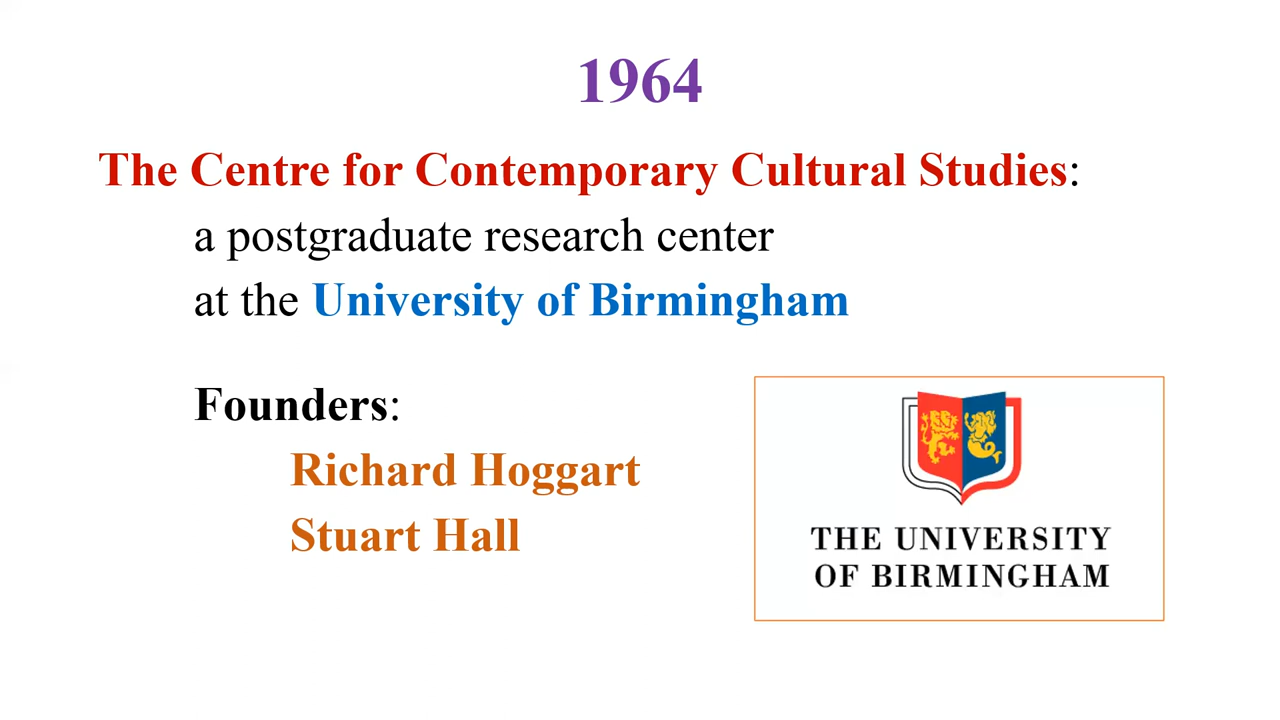 1964
The Centre for Contemporary Cultural Studies:
a postgraduate research center
at the University of Birmingham
Founders:
Richard Hoggart
Stuart Hall
THE UNIVERSITY
OF BIRMINGHAM